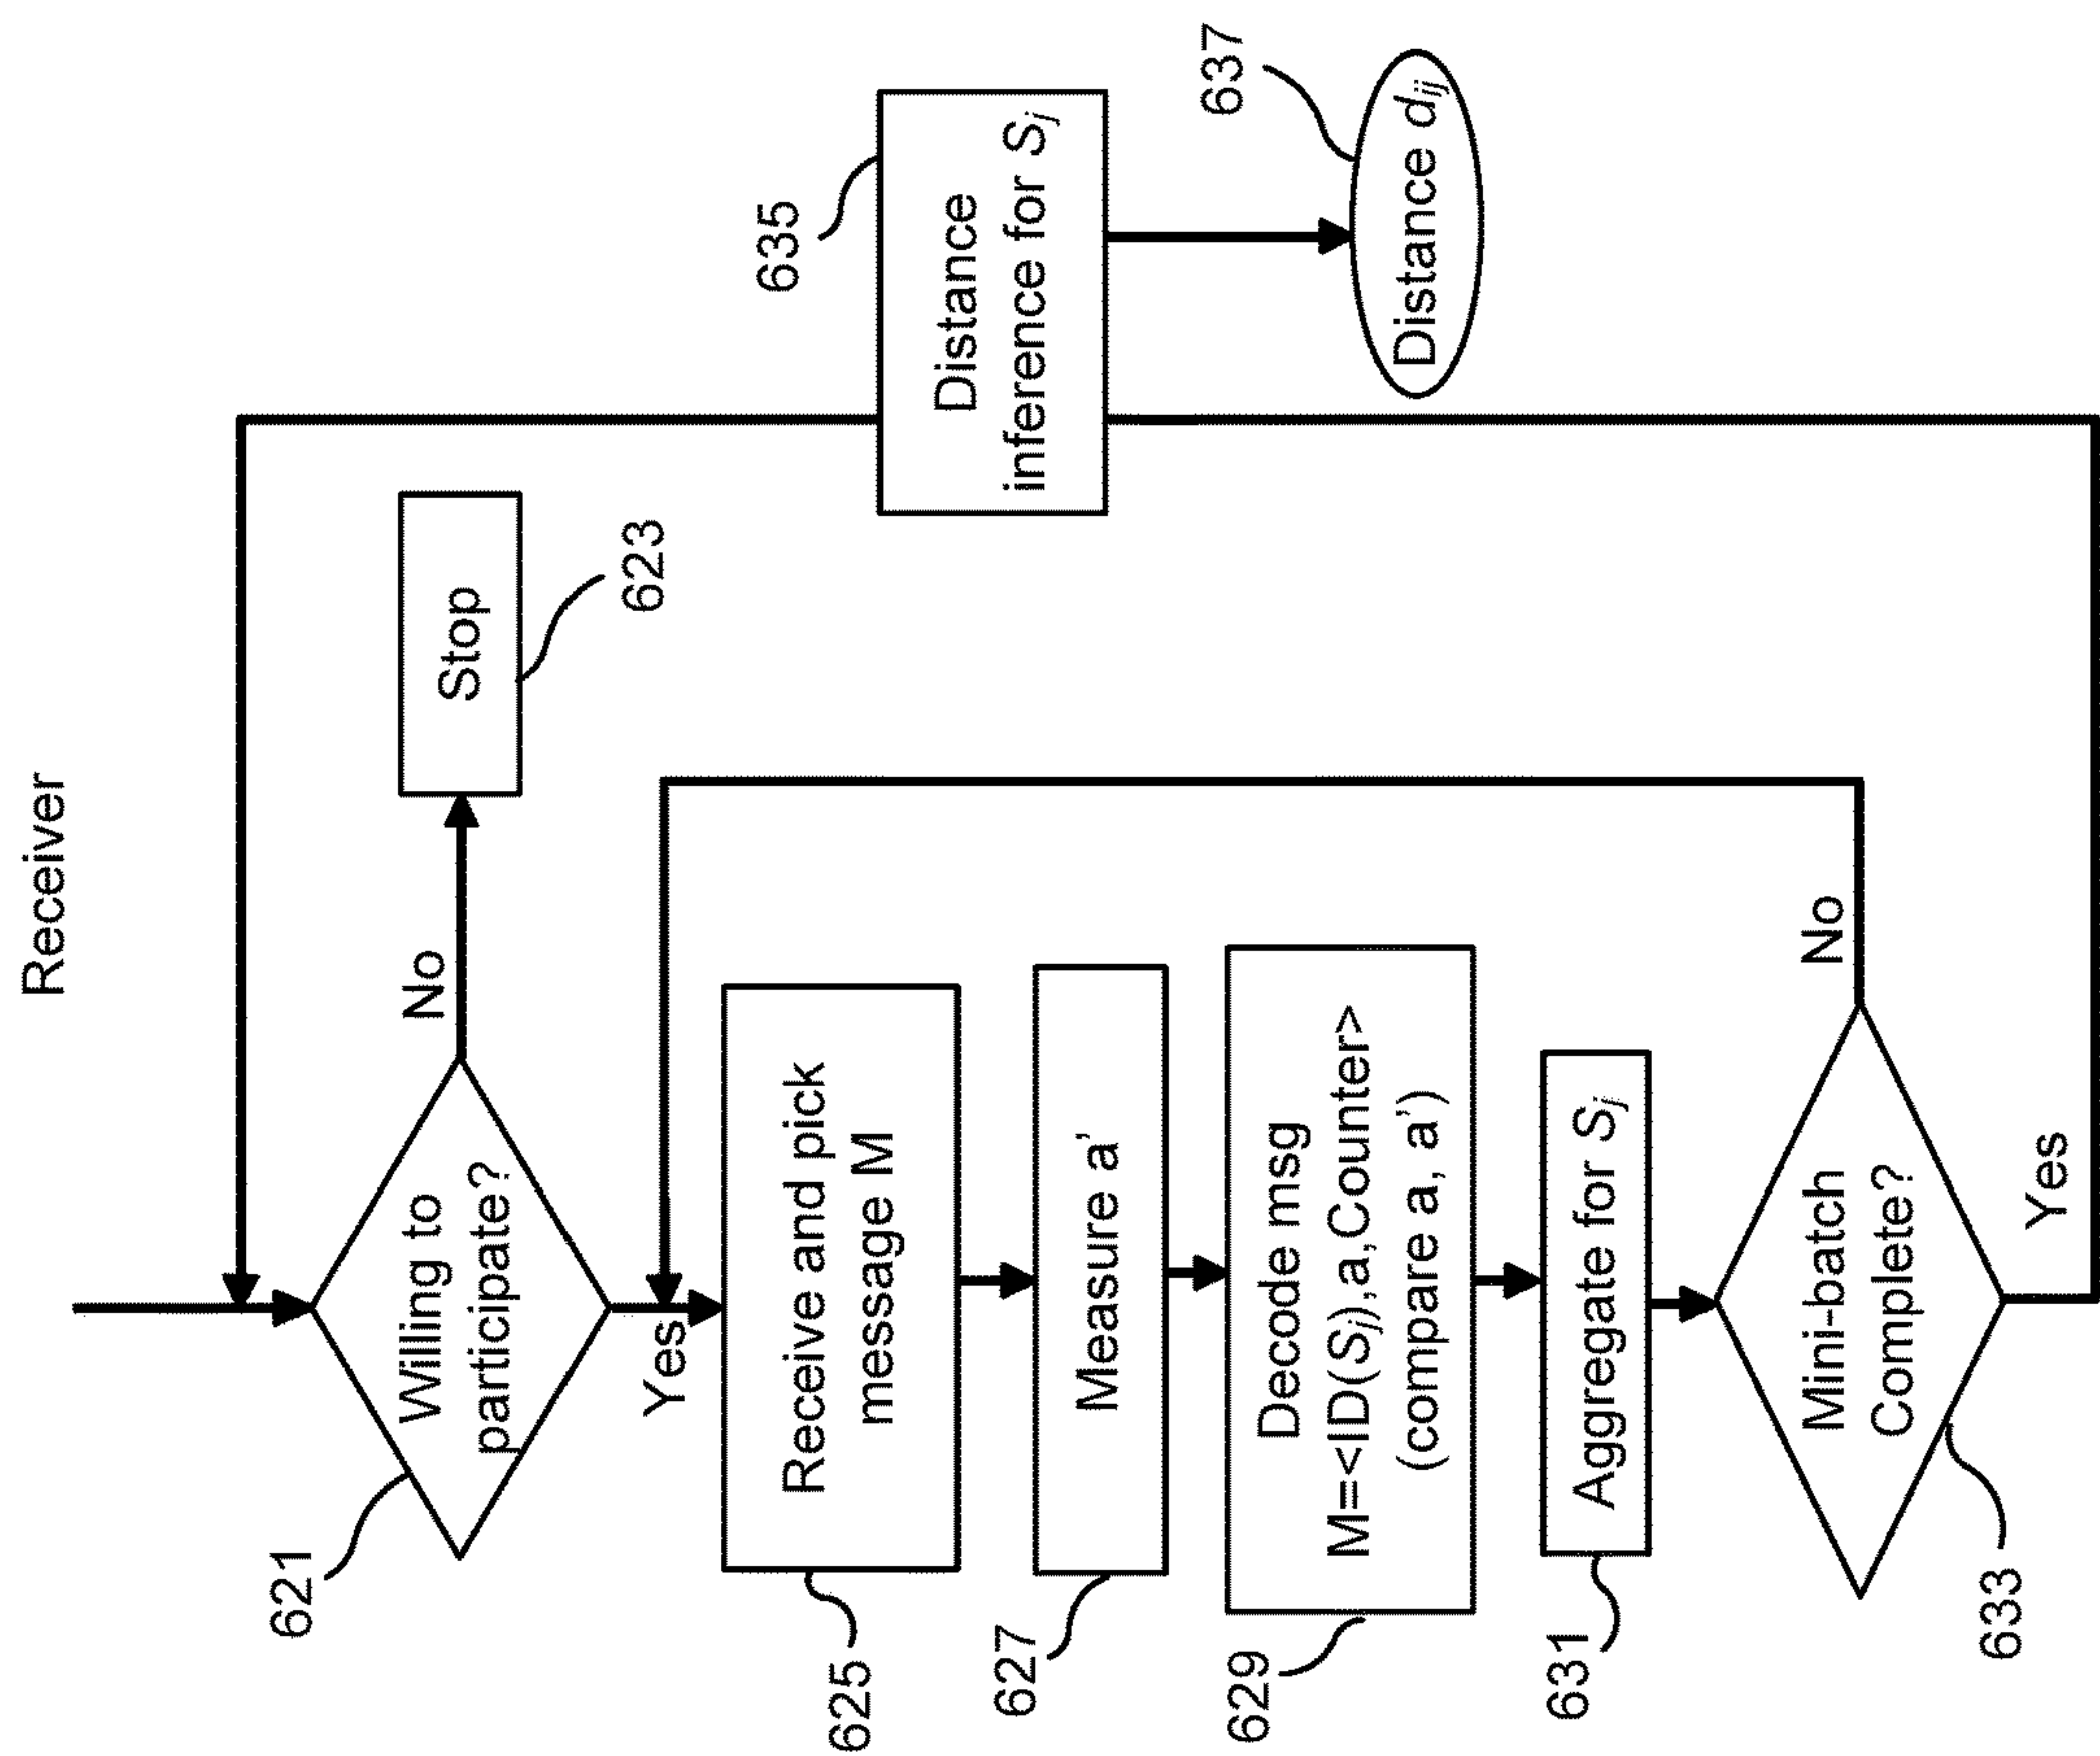 Receiver
621
Willing to
participate?
No
Stop
623
Yes
625
Receive and pick
message M
627
Measure a'
629
Decode msg
M=<ID(Sj),a,Counter>
(compare a, a')
631
Aggregate for Sj
633
Mini-batch
Complete?
No
Yes
635
Distance
inference for Sj
637
Distance dij